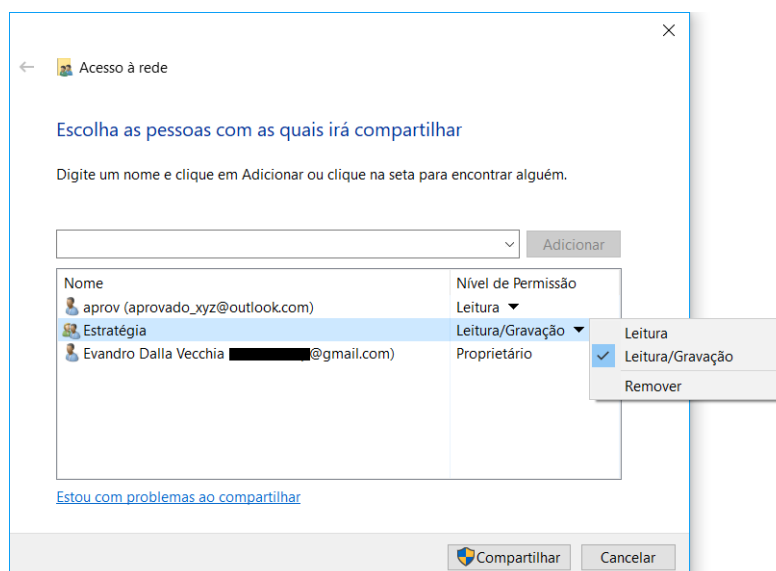 Acesso à rede
Escolha as pessoas com as quais irá compartilhar
Digite um nome e clique em Adicionar ou clique na seta para encontrar alguém.
Adicionar
Nome Nível de Permissão
aprov (aprovado_xyz@outlook.com) Leitura
Estratégia Leitura/Gravação
Evandro Dalla Vecchia @gmail.com) Proprietário
Leitura
Leitura/Gravação
Remover
Estou com problemas ao compartilhar
Compartilhar Cancelar